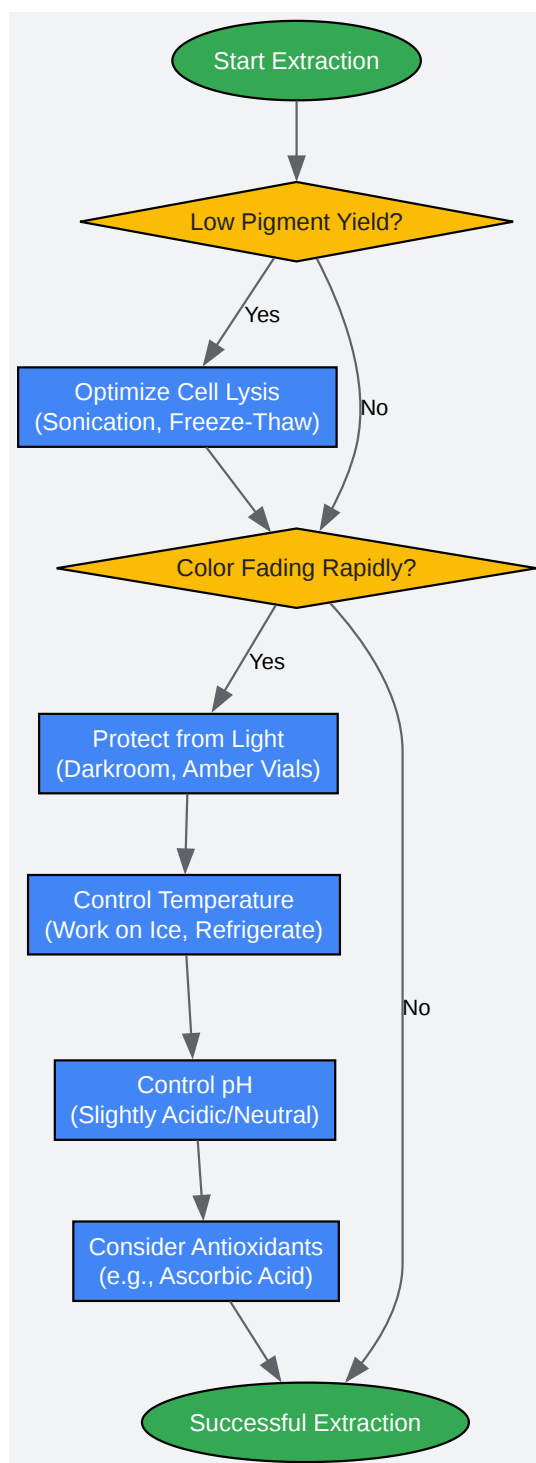 Start Extraction
Low Pigment Yield?
Yes
Optimize Cell Lysis
(Sonication, Freeze-Thaw)
No
Color Fading Rapidly?
Yes
Protect from Light
(Darkroom, Amber Vials)
Control Temperature
(Work on Ice, Refrigerate)
No
Control pH
(Slightly Acidic/Neutral)
Consider Antioxidants
(e.g., Ascorbic Acid)
Successful Extraction